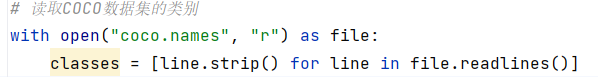 # 读取COCO数据集的类别
with open("coco.names", "r") as file:
    classes = [line.strip() for line in file.readlines()]